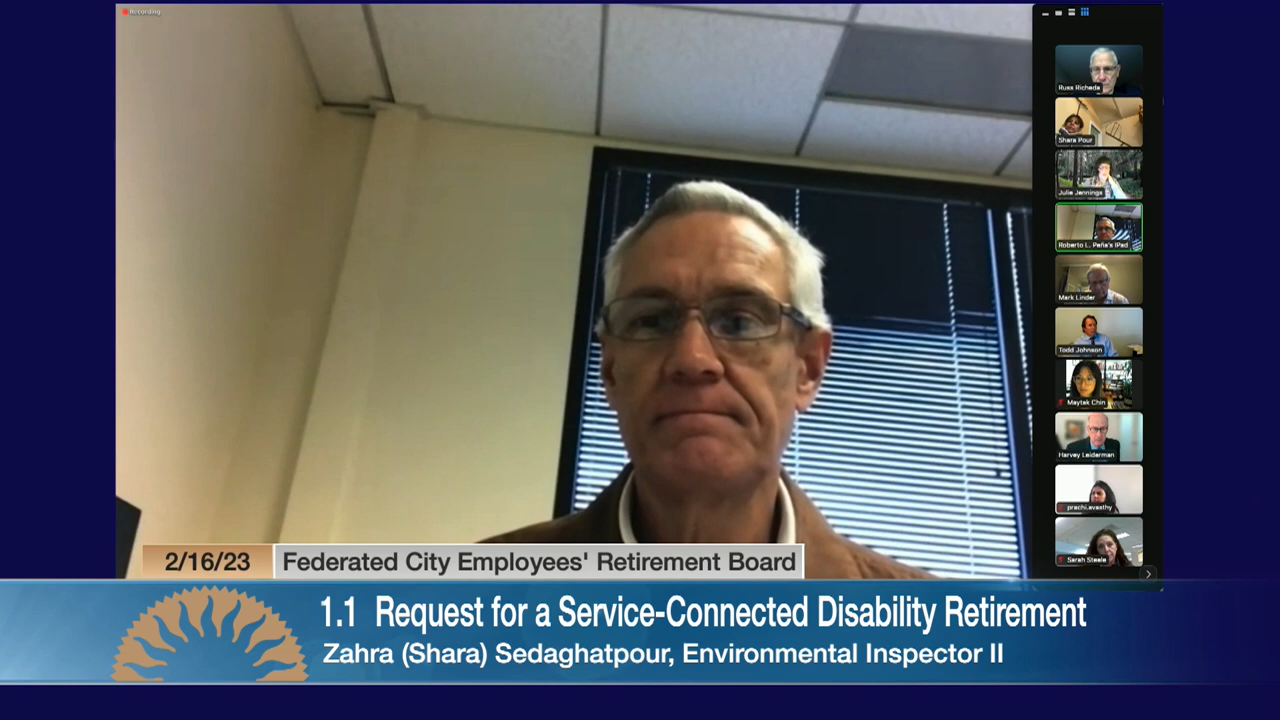 Recording
Russ Richeda
Shara Pour
Julie Jennings
Roberto L. Peña's iPad
Mark Linder
Todd Johnson
Maytak Chin
Harvey Leiderman
prachi.avasthy
Sarah Steele
2/16/23
Federated City Employees' Retirement Board
1.1 Request for a Service-Connected Disability Retirement
Zahra (Shara) Sedaghatpour, Environmental Inspector II